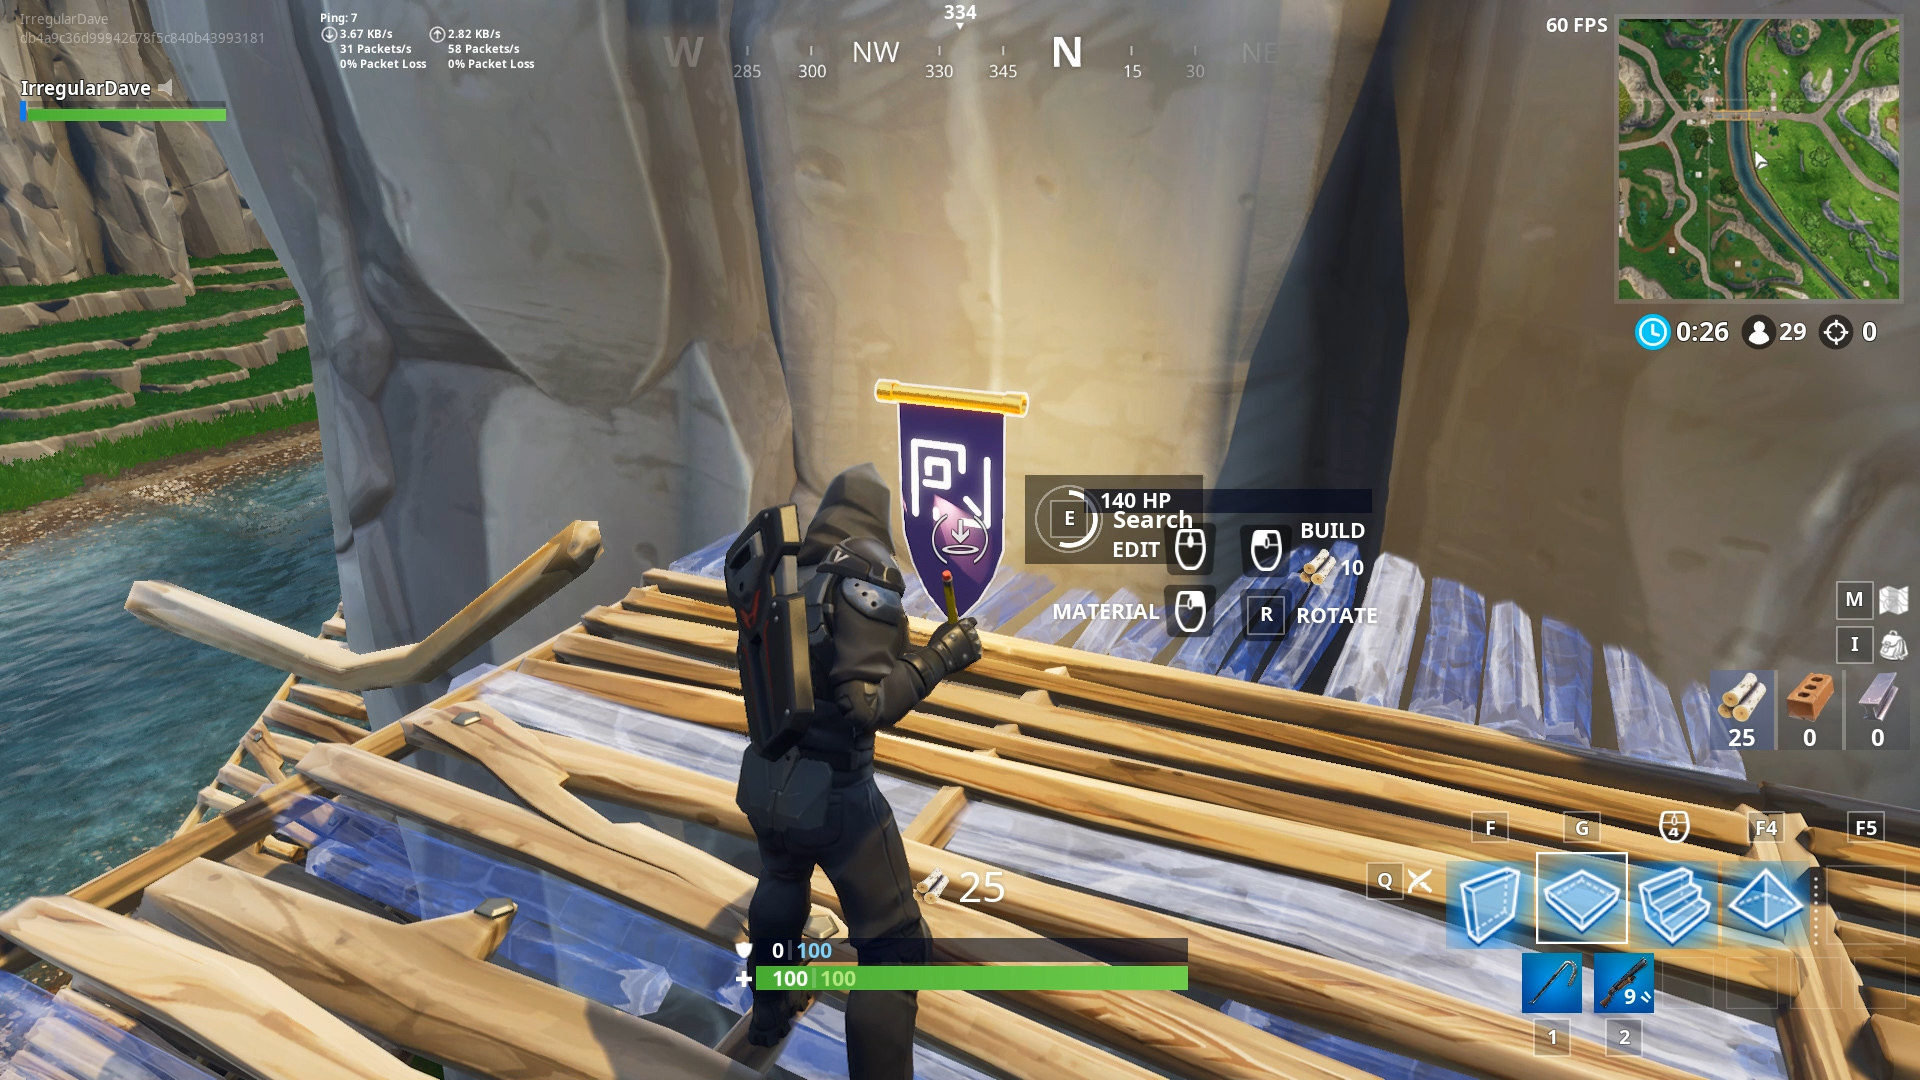 IrregularDave
db4a9c36d99942c78f5c840b43993181
Ping: 7
3.67 KB/s
2.82 KB/s
31 Packets/s
58 Packets/s
0% Packet Loss
0% Packet Loss
334
W
285
300
NW
330
345
N
15
30
NE
60 FPS
IrregularDave
0:26
29
0
140 HP
E
Search
EDIT
BUILD
10
MATERIAL
R
ROTATE
M
I
25
0
0
F
G
4
F4
F5
Q
25
0 | 100
100 | 100
9
1
2